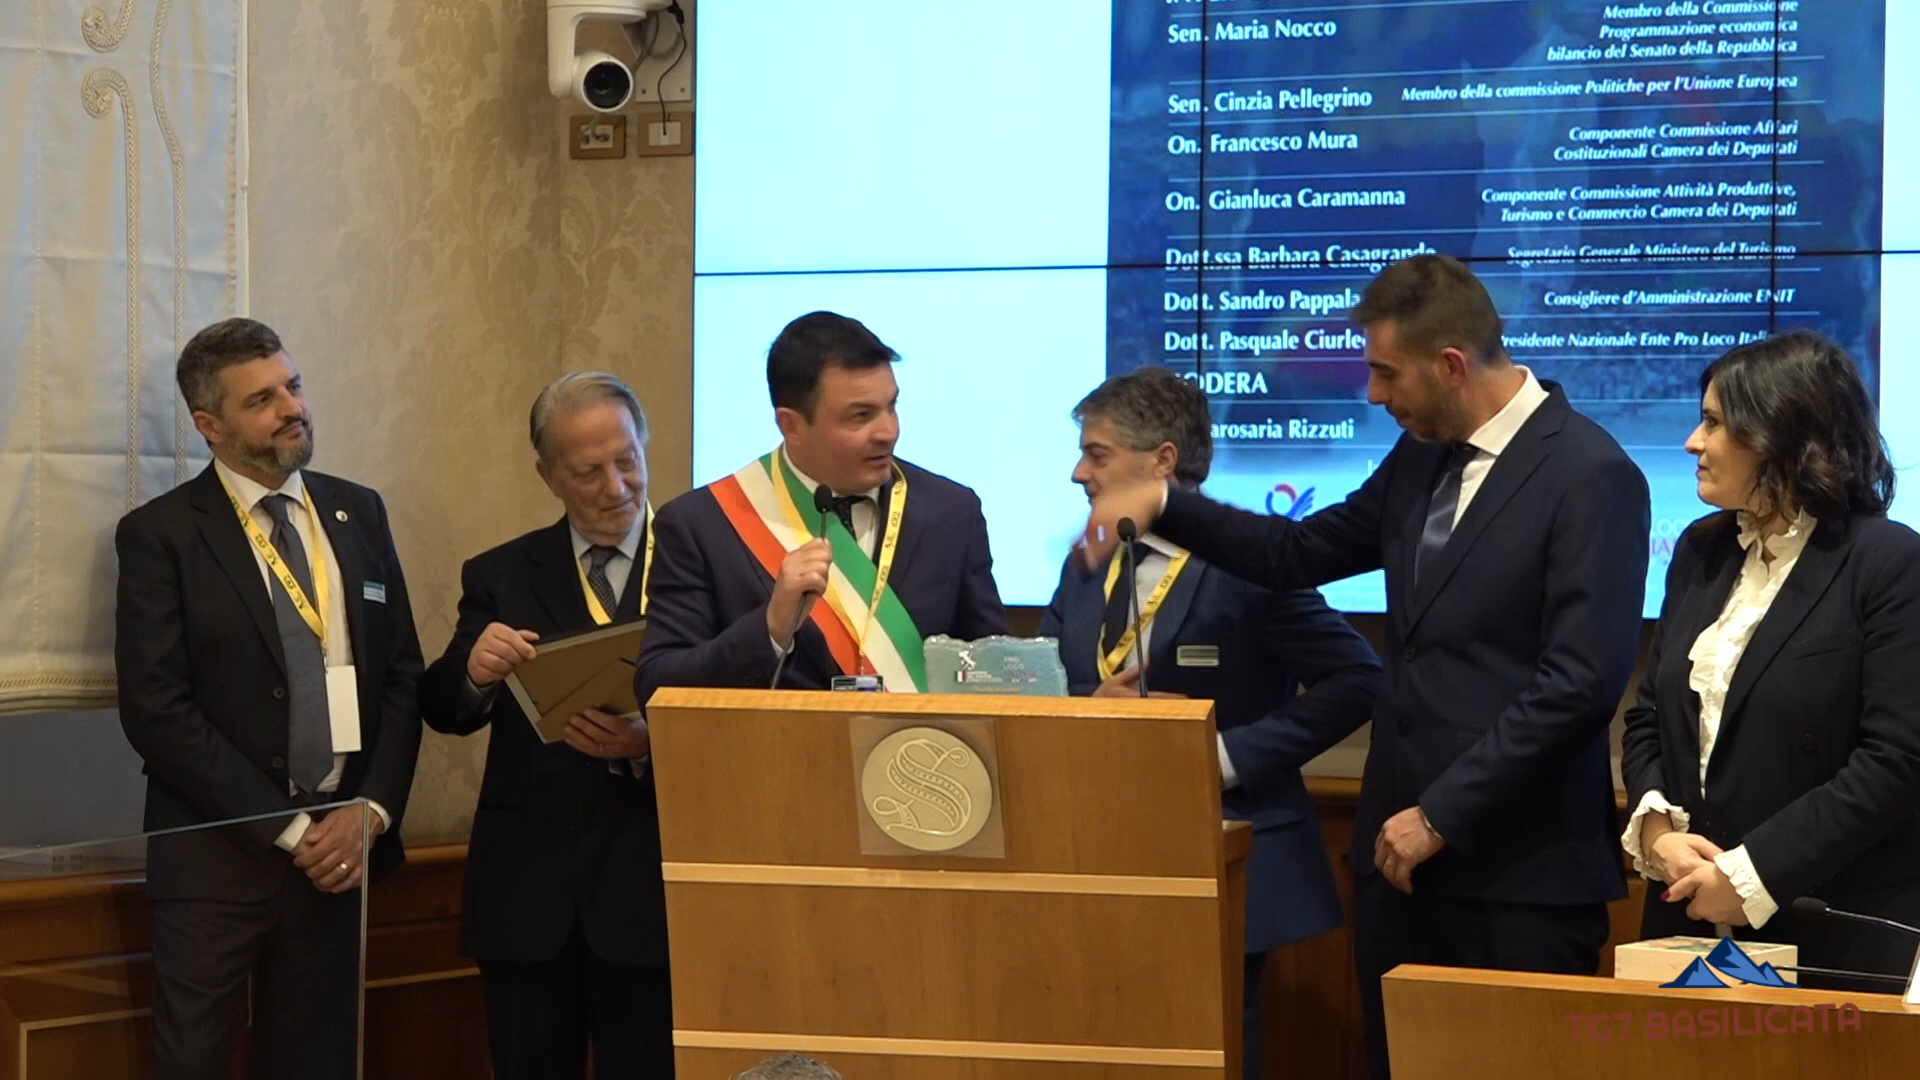 Membro della Commissione
Sen. Maria Nocco
Programmazione economica
bilancio del Senato della Repubblica
Sen. Cinzia Pellegrino
Membro della commissione Politiche per l'Unione Europea
On. Francesco Mura
Componente Commissione Affari
Costituzionali Camera dei Deputati
On. Gianluca Caramanna
Componente Commissione Attività Produttive,
Turismo e Commercio Camera dei Deputati
Dott.ssa Barbara Casagrande
Segretario Generale Ministero del Turismo
Dott. Sandro Pappala
Consigliere d'Amministrazione ENIT
Dott. Pasquale Ciurle
Presidente Nazionale Ente Pro Loco
ODERA
arosaria Rizzuti
PRO
LOCO
TG7 BASILICATA